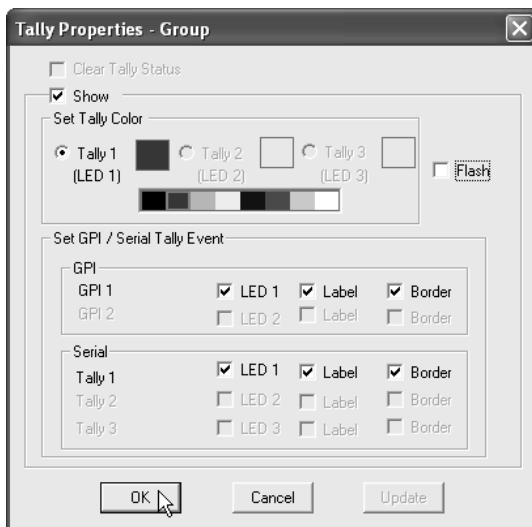 Tally Properties - Group
Clear Tally Status
Show
Set Tally Color
Tally 1 Tally 2 Tally 3
(LED 1) (LED 2) (LED 3)
Flash
Set GPI / Serial Tally Event
GPI
GPI 1 LED 1 Label Border
GPI 2 LED 2 Label Border
Serial
Tally 1 LED 1 Label Border
Tally 2 LED 2 Label Border
Tally 3 LED 3 Label Border
OK Cancel Update